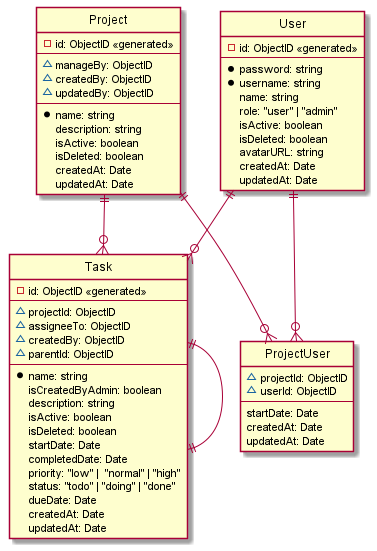 Project
id: ObjectID «generated»
manageBy: ObjectID
createdBy: ObjectID
updatedBy: ObjectID
name: string
description: string
isActive: boolean
isDeleted: boolean
createdAt: Date
updatedAt: Date
User
id: ObjectID «generated»
password: string
username: string
name: string
role: "user" | "admin"
isActive: boolean
isDeleted: boolean
avatarURL: string
createdAt: Date
updatedAt: Date
Task
id: ObjectID «generated»
projectId: ObjectID
assigneeTo: ObjectID
createdBy: ObjectID
parentId: ObjectID
name: string
isCreatedByAdmin: boolean
description: string
isActive: boolean
isDeleted: boolean
startDate: Date
completedDate: Date
priority: "low" | "normal" | "high"
status: "todo" | "doing" | "done"
dueDate: Date
createdAt: Date
updatedAt: Date
ProjectUser
projectId: ObjectID
userId: ObjectID
startDate: Date
createdAt: Date
updatedAt: Date